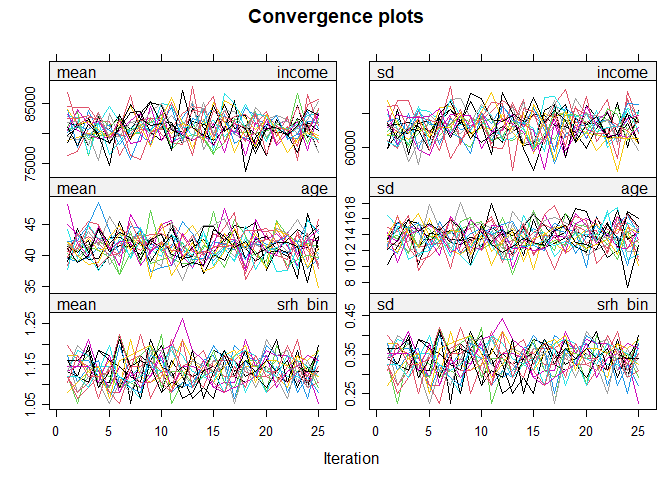 Convergence plots
mean income
sd income
75000 85000
60000
mean age
sd age
35 40 45
8 10 12 14 16 18
mean srh_bin
sd srh_bin
1.05 1.15 1.25
0.25 0.35 0.45
0 5 10 15 20 25
0 5 10 15 20 25
Iteration